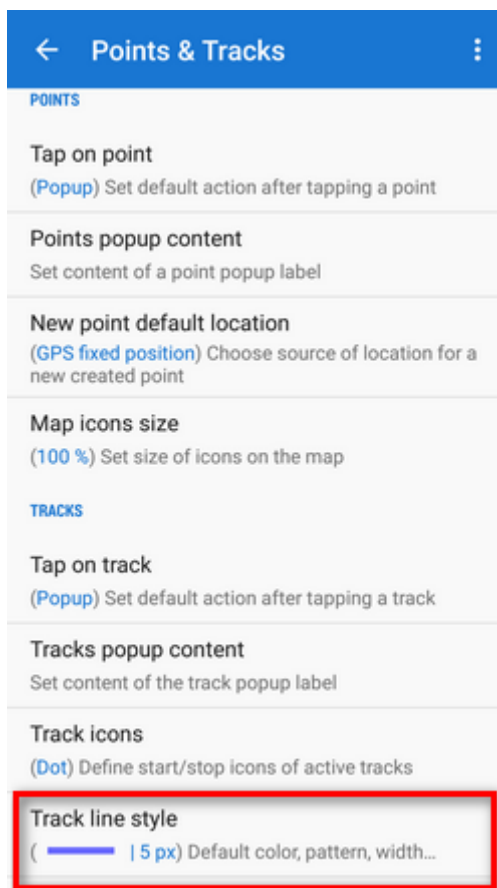 Points & Tracks
POINTS
Tap on point
(Popup) Set default action after tapping a point
Points popup content
Set content of a point popup label
New point default location
(GPS fixed position) Choose source of location for a
new created point
Map icons size
(100 %) Set size of icons on the map
TRACKS
Tap on track
(Popup) Set default action after tapping a track
Tracks popup content
Set content of the track popup label
Track icons
(Dot) Define start/stop icons of active tracks
Track line style
( | 5 px) Default color, pattern, width...